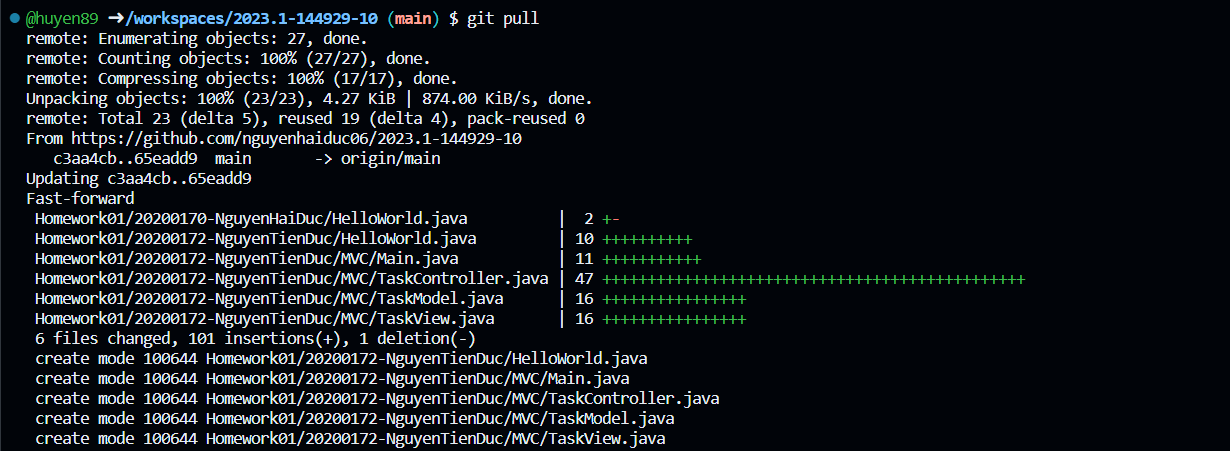 @huyen89 ➜/workspaces/2023.1-144929-10 (main) $ git pull
remote: Enumerating objects: 27, done.
remote: Counting objects: 100% (27/27), done.
remote: Compressing objects: 100% (17/17), done.
Unpacking objects: 100% (23/23), 4.27 KiB | 874.00 KiB/s, done.
remote: Total 23 (delta 5), reused 19 (delta 4), pack-reused 0
From https://github.com/nguyenhaiduc06/2023.1-144929-10
   c3aa4cb..65eadd9  main       -> origin/main
Updating c3aa4cb..65eadd9
Fast-forward
 Homework01/20200170-NguyenHaiDuc/HelloWorld.java          |  2 +-
 Homework01/20200172-NguyenTienDuc/HelloWorld.java         | 10 ++++++++++
 Homework01/20200172-NguyenTienDuc/MVC/Main.java           | 11 +++++++++++
 Homework01/20200172-NguyenTienDuc/MVC/TaskController.java | 47 +++++++++++++++++++++++++++++++++++++++++++++++
 Homework01/20200172-NguyenTienDuc/MVC/TaskModel.java      | 16 ++++++++++++++++
 Homework01/20200172-NguyenTienDuc/MVC/TaskView.java       | 16 ++++++++++++++++
 6 files changed, 101 insertions(+), 1 deletion(-)
 create mode 100644 Homework01/20200172-NguyenTienDuc/HelloWorld.java
 create mode 100644 Homework01/20200172-NguyenTienDuc/MVC/Main.java
 create mode 100644 Homework01/20200172-NguyenTienDuc/MVC/TaskController.java
 create mode 100644 Homework01/20200172-NguyenTienDuc/MVC/TaskModel.java
 create mode 100644 Homework01/20200172-NguyenTienDuc/MVC/TaskView.java